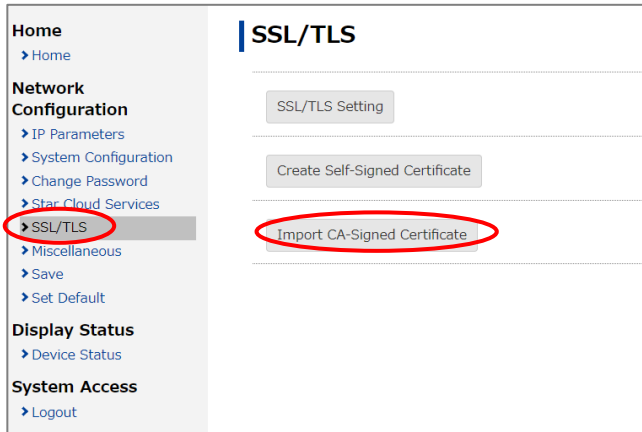 Home
Home
Network
Configuration
IP Parameters
System Configuration
Change Password
Star Cloud Services
SSL/TLS
Miscellaneous
Save
Set Default
Display Status
Device Status
System Access
Logout
SSL/TLS
SSL/TLS Setting
Create Self-Signed Certificate
Import CA-Signed Certificate